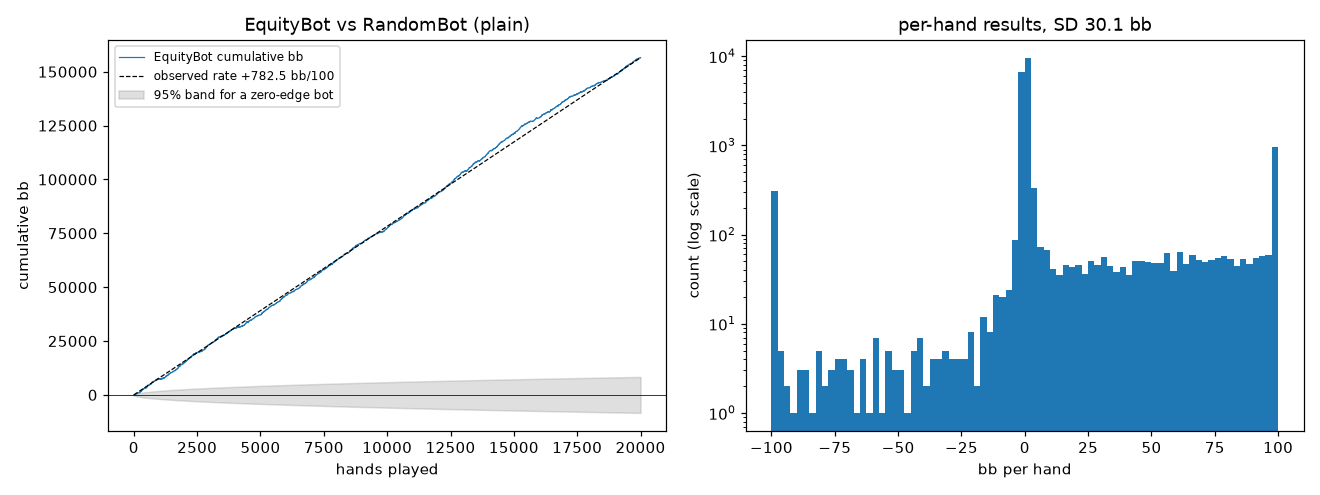 EquityBot vs RandomBot (plain)
EquityBot cumulative bb
observed rate +782.5 bb/100
95% band for a zero-edge bot
cumulative bb
150000
125000
100000
75000
50000
25000
0
0 2500 5000 7500 10000 12500 15000 17500 20000
hands played
per-hand results, SD 30.1 bb
count (log scale)
10⁴
10³
10²
10¹
10⁰
−100 −75 −50 −25 0 25 50 75 100
bb per hand